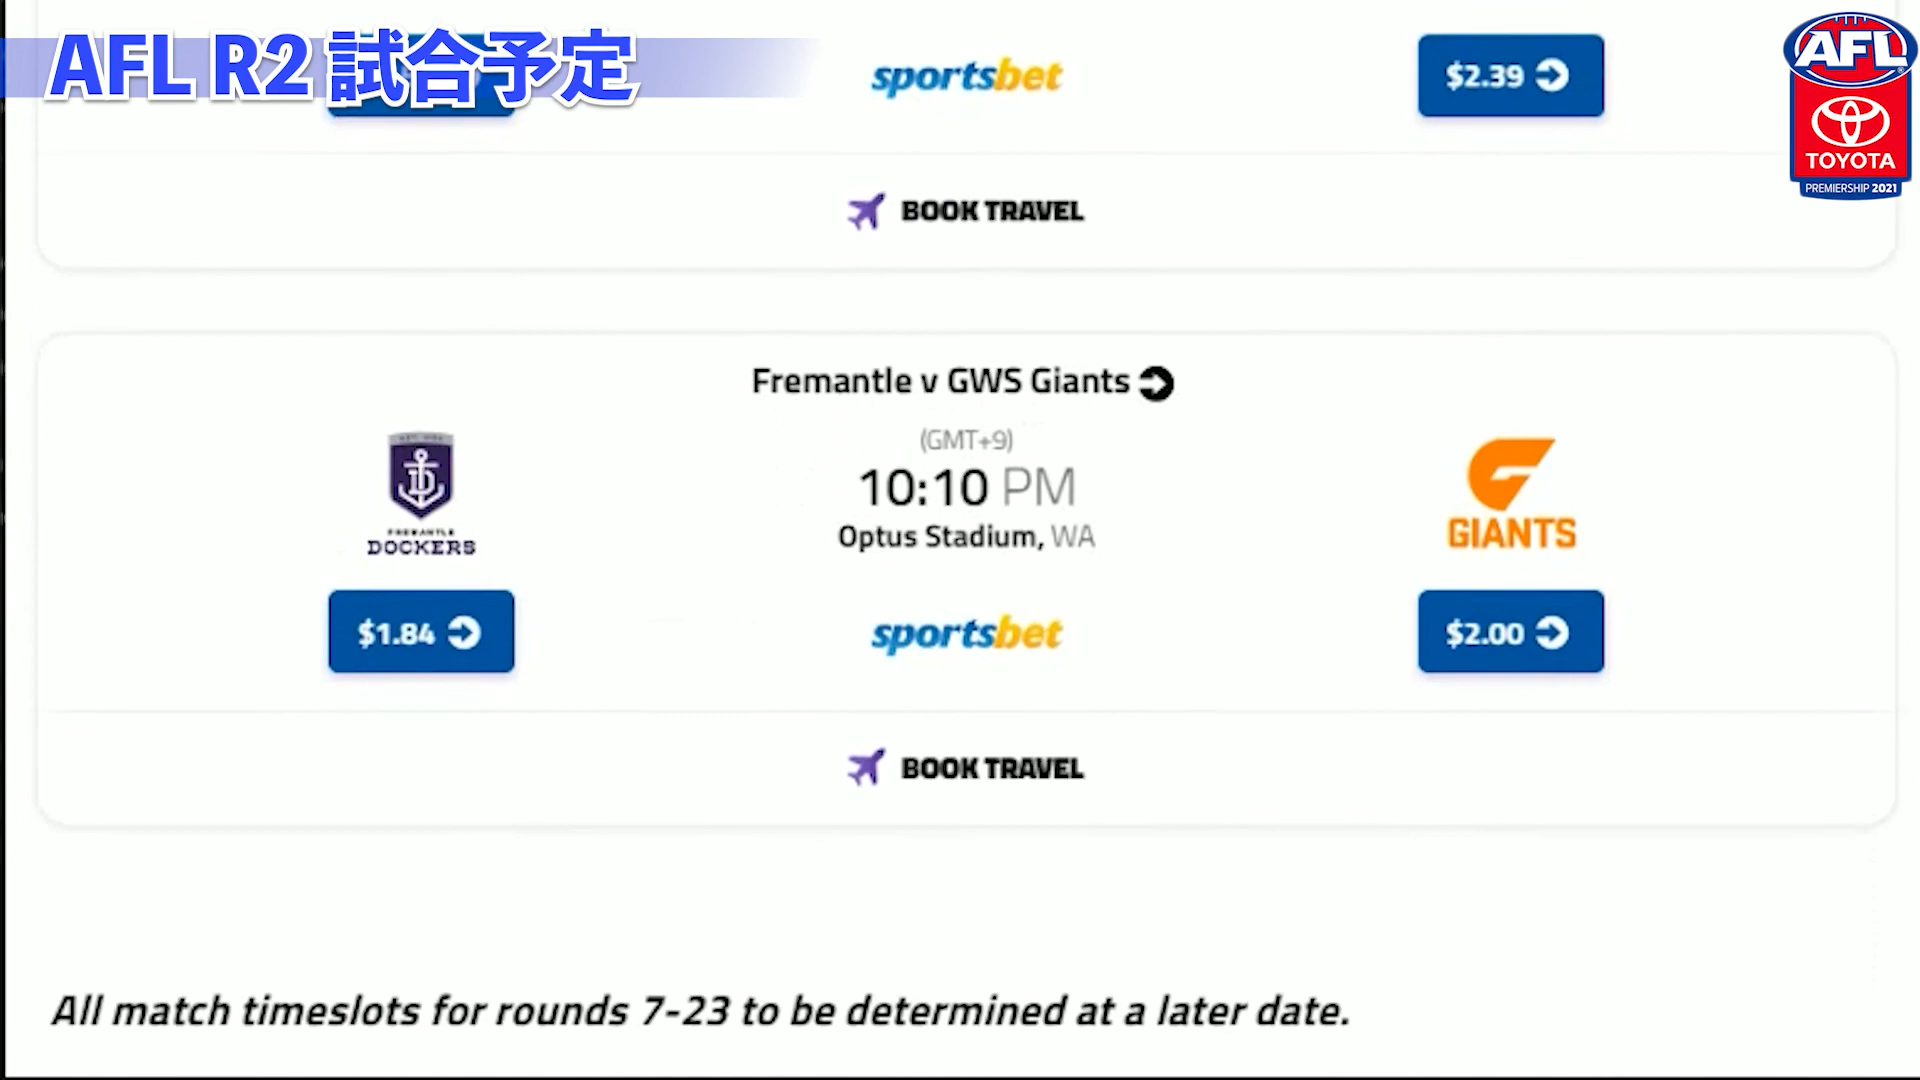 AFL R2 試合予定
sportsbet
$2.39
AFL
TOYOTA
PREMIERSHIP 2021
BOOK TRAVEL
Fremantle v GWS Giants
(GMT+9)
10:10 PM
Optus Stadium, WA
FREMANTLE
DOCKERS
GIANTS
$1.84
sportsbet
$2.00
BOOK TRAVEL
All match timeslots for rounds 7-23 to be determined at a later date.